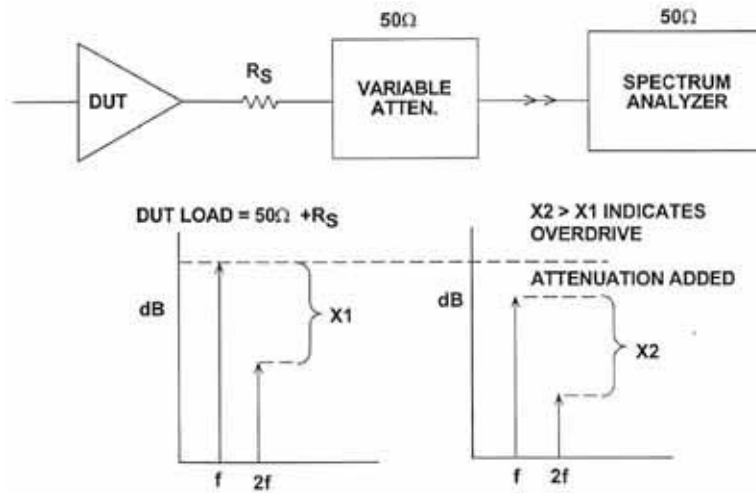 50Ω
50Ω
DUT
RS
VARIABLE
ATTEN.
SPECTRUM
ANALYZER
DUT LOAD = 50Ω +RS
X2 > X1 INDICATES
OVERDRIVE
ATTENUATION ADDED
dB
X1
dB
X2
f
2f
f
2f